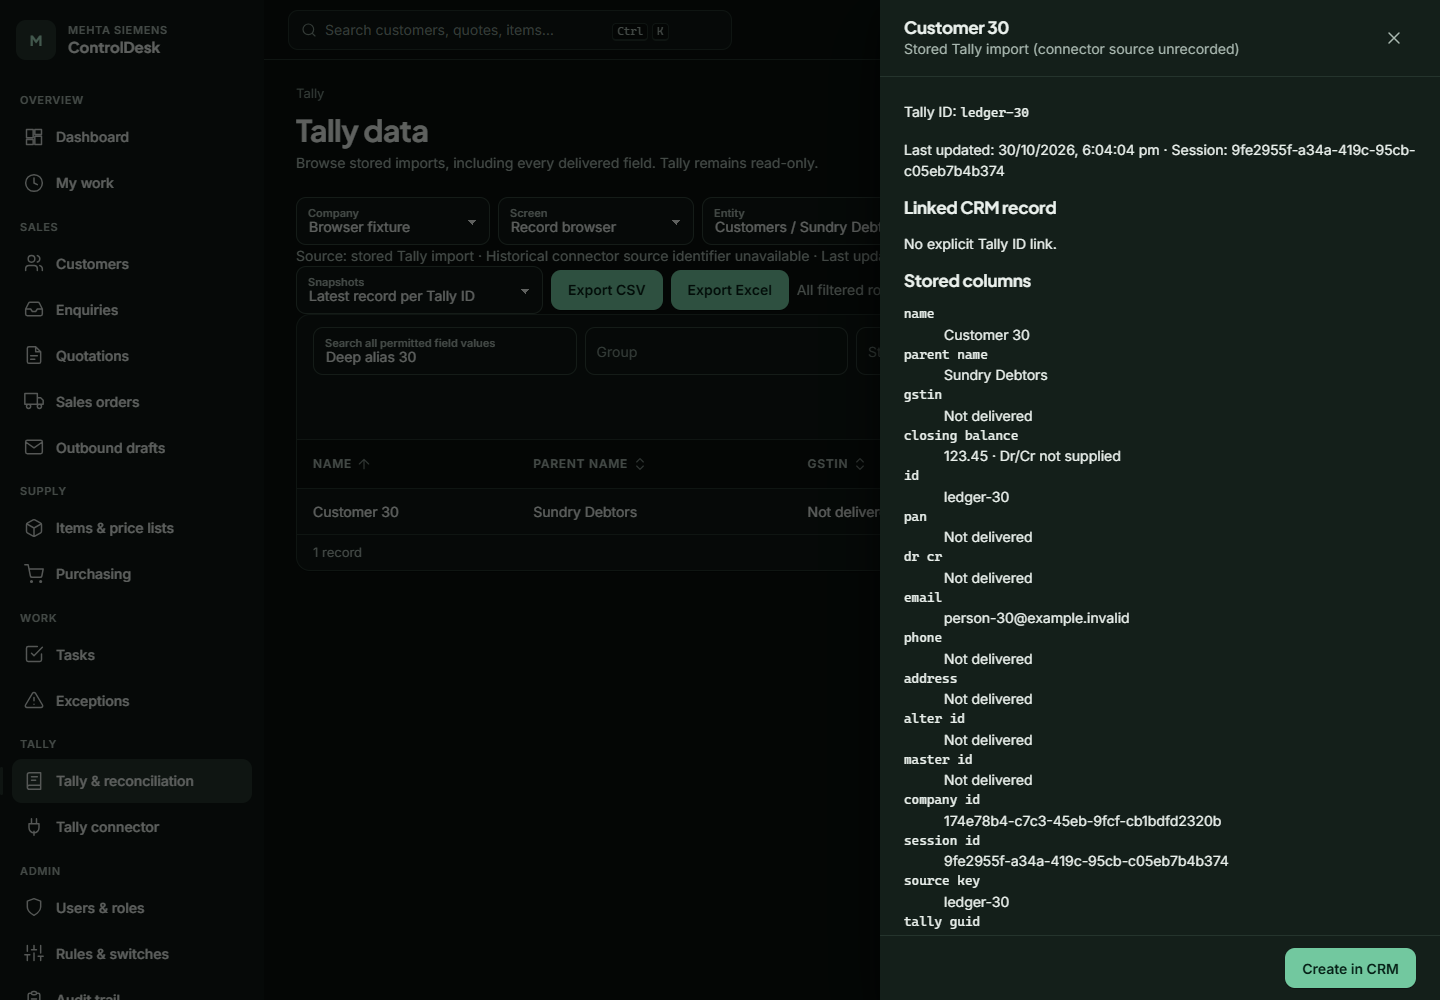 M
MEHTA SIEMENS
ControlDesk
OVERVIEW
Dashboard
My work
SALES
Customers
Enquiries
Quotations
Sales orders
Outbound drafts
SUPPLY
Items & price lists
Purchasing
WORK
Tasks
Exceptions
TALLY
Tally & reconciliation
Tally connector
ADMIN
Users & roles
Rules & switches
Audit trail
Search customers, quotes, items...
Ctrl K
Tally
Tally data
Browse stored imports, including every delivered field. Tally remains read-only.
Company
Browser fixture
Screen
Record browser
Entity
Customers / Sundry Debt
Source: stored Tally import · Historical connector source identifier unavailable · Last upda
Snapshots
Latest record per Tally ID
Export CSV
Export Excel
All filtered ro
Search all permitted field values
Deep alias 30
Group
St
NAME
PARENT NAME
GSTIN
Customer 30
Sundry Debtors
Not deliver
1 record
Customer 30
Stored Tally import (connector source unrecorded)
Tally ID: ledger-30
Last updated: 30/10/2026, 6:04:04 pm · Session: 9fe2955f-a34a-419c-95cb-
c05eb7b4b374
Linked CRM record
No explicit Tally ID link.
Stored columns
name
Customer 30
parent name
Sundry Debtors
gstin
Not delivered
closing balance
123.45 · Dr/Cr not supplied
id
ledger-30
pan
Not delivered
dr cr
Not delivered
email
person-30@example.invalid
phone
Not delivered
address
Not delivered
alter id
Not delivered
master id
Not delivered
company id
174e78b4-c7c3-45eb-9fcf-cb1bdfd2320b
session id
9fe2955f-a34a-419c-95cb-c05eb7b4b374
source key
ledger-30
tally guid
Create in CRM